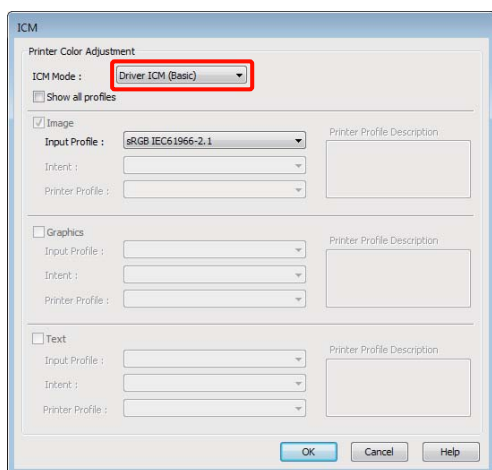 ICM
Printer Color Adjustment
ICM Mode : Driver ICM (Basic)
Show all profiles
Image
Input Profile : sRGB IEC61966-2.1
Printer Profile Description
Intent :
Printer Profile :
Graphics
Input Profile :
Printer Profile Description
Intent :
Printer Profile :
Text
Input Profile :
Printer Profile Description
Intent :
Printer Profile :
OK Cancel Help